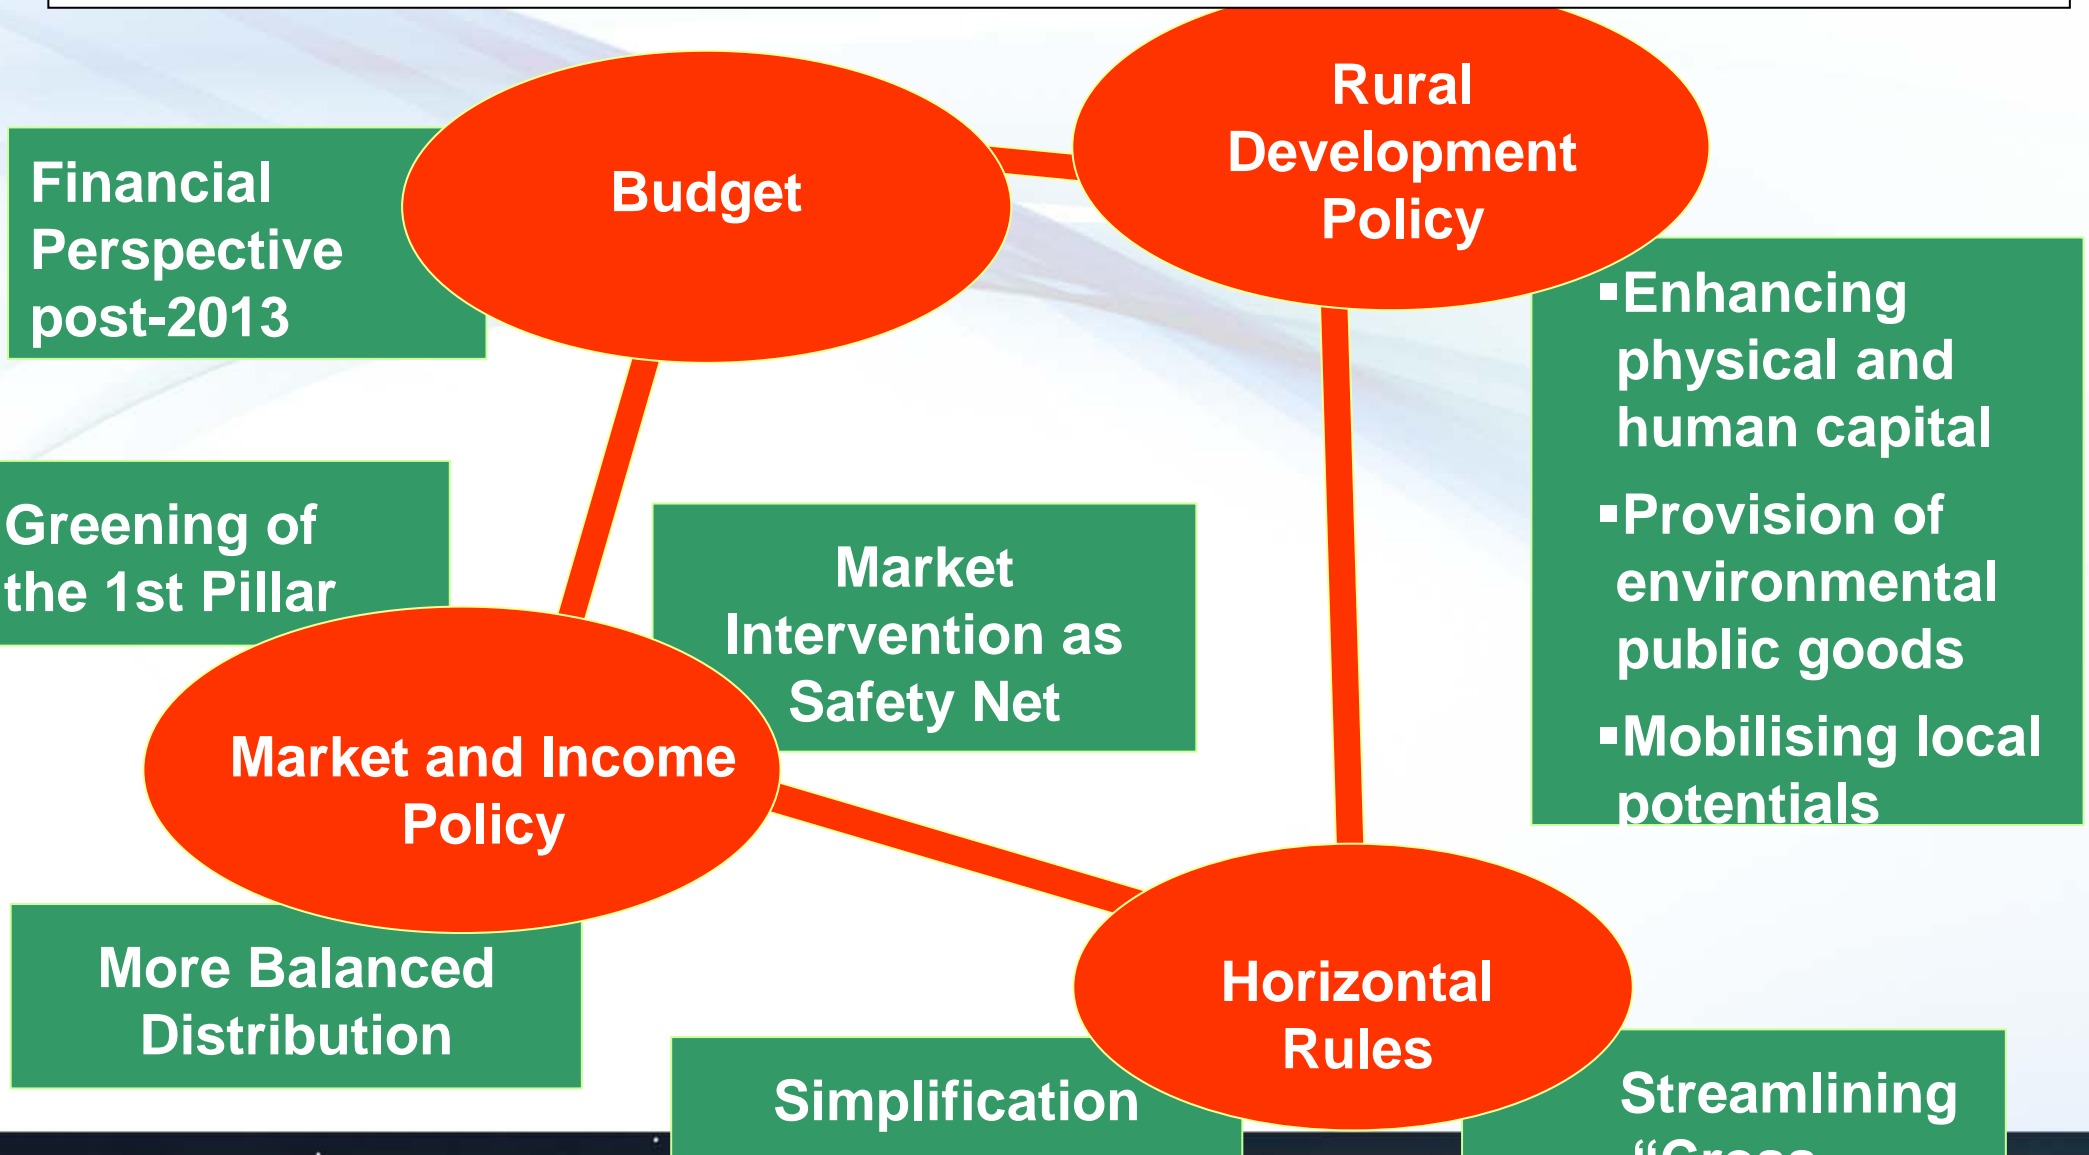 Budget
Rural
Development
Policy
Financial
Perspective
post-2013
▪Enhancing
physical and
human capital
▪Provision of
environmental
public goods
▪Mobilising local
potentials
Greening of
the 1st Pillar
Market
Intervention as
Safety Net
Market and Income
Policy
More Balanced
Distribution
Horizontal
Rules
Simplification
Streamlining
“Cross